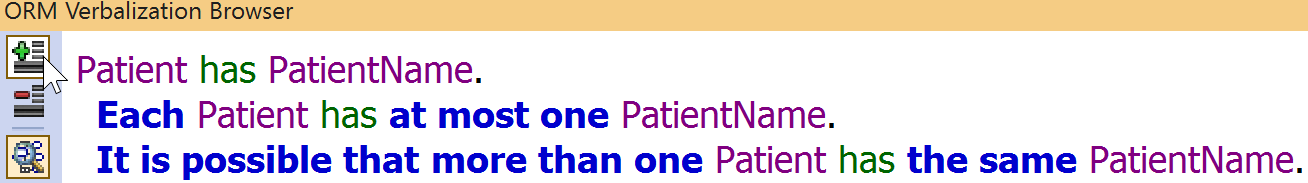 ORM Verbalization Browser
Patient has PatientName.
Each Patient has at most one PatientName.
It is possible that more than one Patient has the same PatientName.